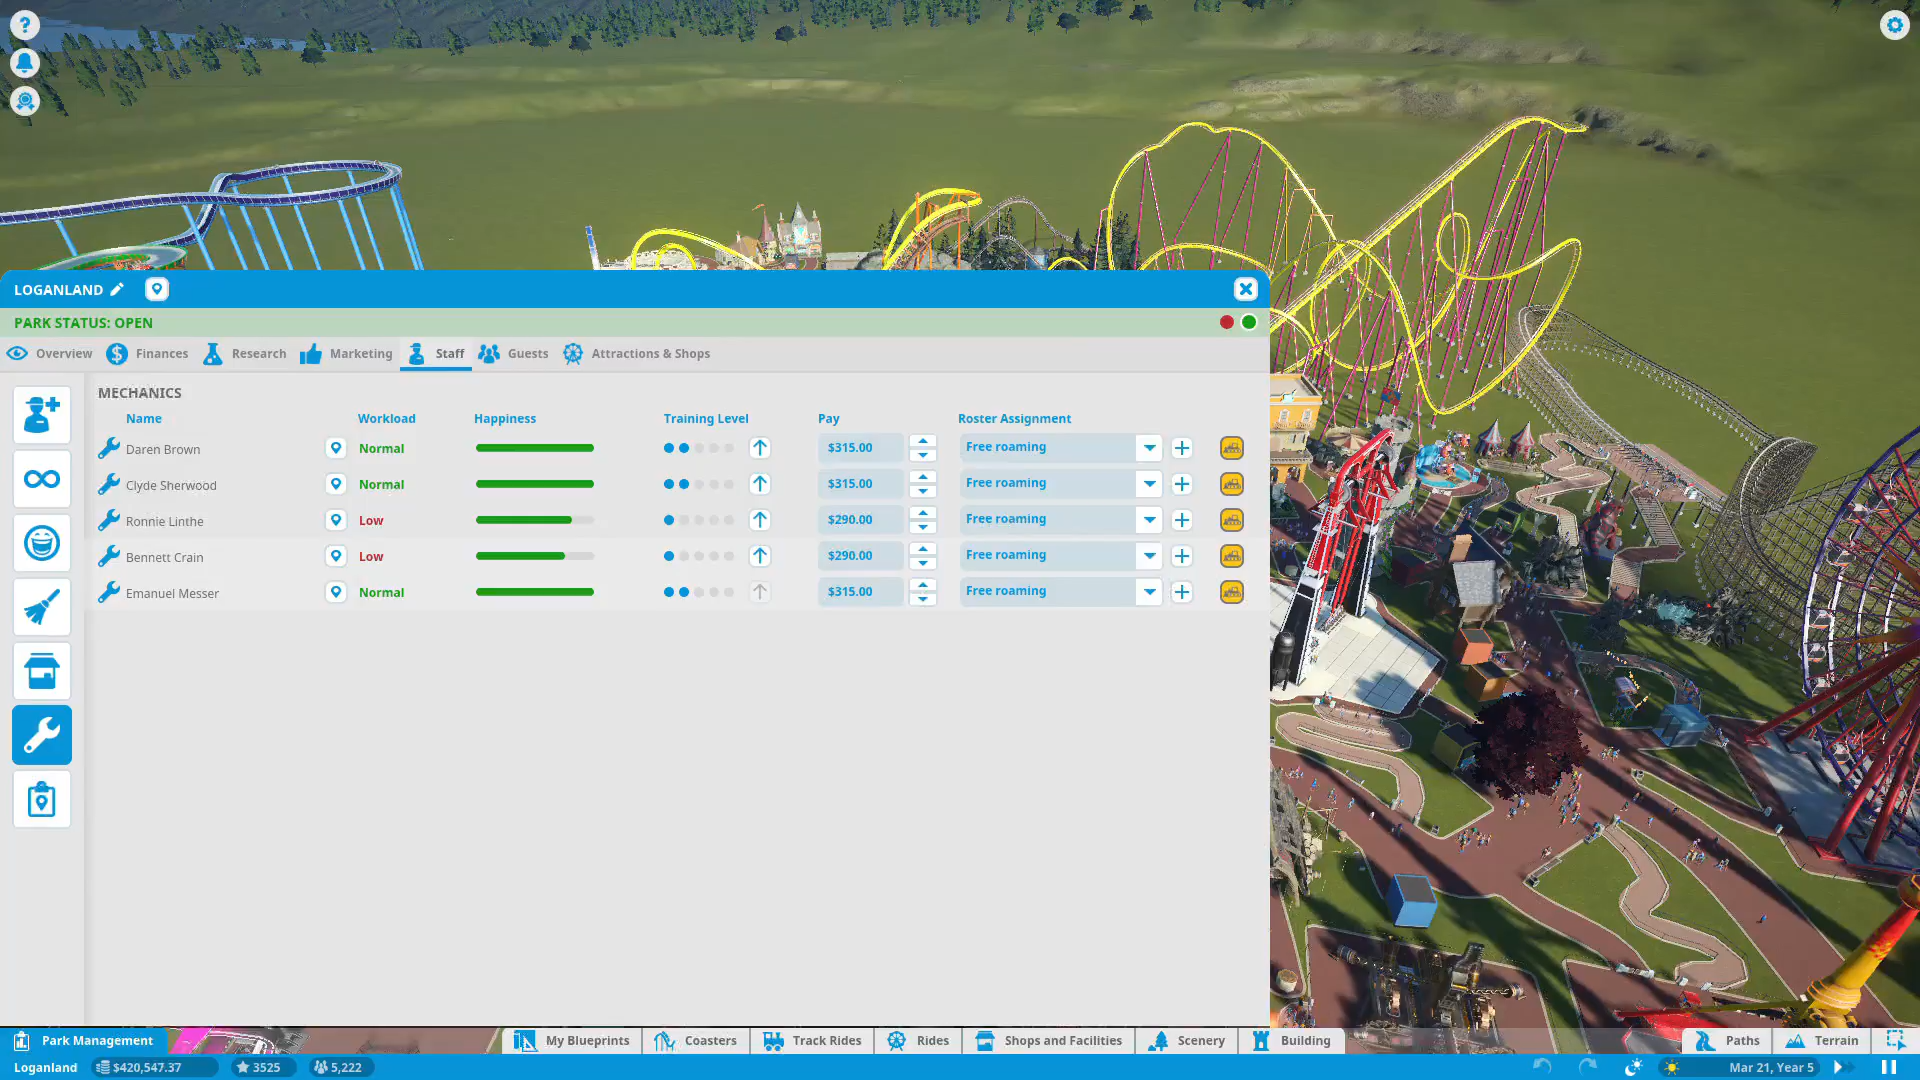 LOGANLAND
PARK STATUS: OPEN
Overview Finances Research Marketing Staff Guests Attractions & Shops
MECHANICS
Name Workload Happiness Training Level Pay Roster Assignment
Daren Brown Normal $315.00 Free roaming
Clyde Sherwood Normal $315.00 Free roaming
Ronnie Linthe Low $290.00 Free roaming
Bennett Crain Low $290.00 Free roaming
Emanuel Messer Normal $315.00 Free roaming
Park Management My Blueprints Coasters Track Rides Rides Shops and Facilities Scenery Building Paths Terrain
Loganland $420,547.37 3525 5,222 Mar 21, Year 5